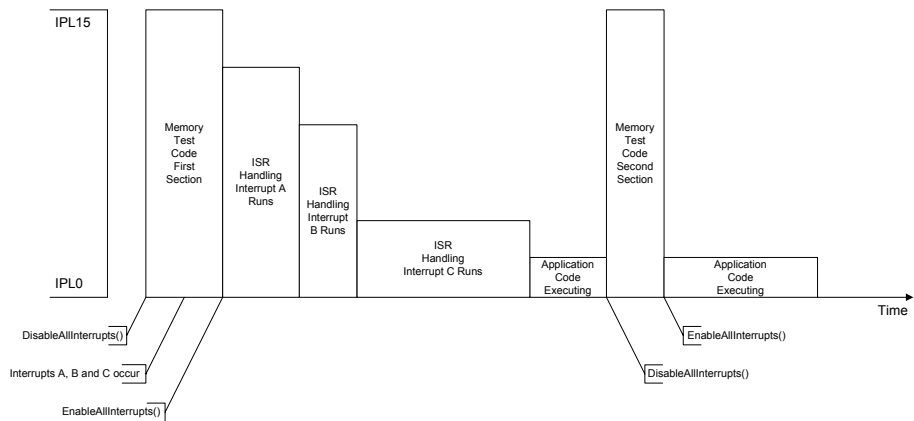 IPL15
Memory
Test
Code
First
Section
ISR
Handling
Interrupt A
Runs
ISR
Handling
Interrupt
B Runs
ISR
Handling
Interrupt C Runs
Application
Code
Executing
Memory
Test
Code
Second
Section
Application
Code
Executing
IPL0
Time
DisableAllInterrupts()
Interrupts A, B and C occur
EnableAllInterrupts()
EnableAllInterrupts()
DisableAllInterrupts()